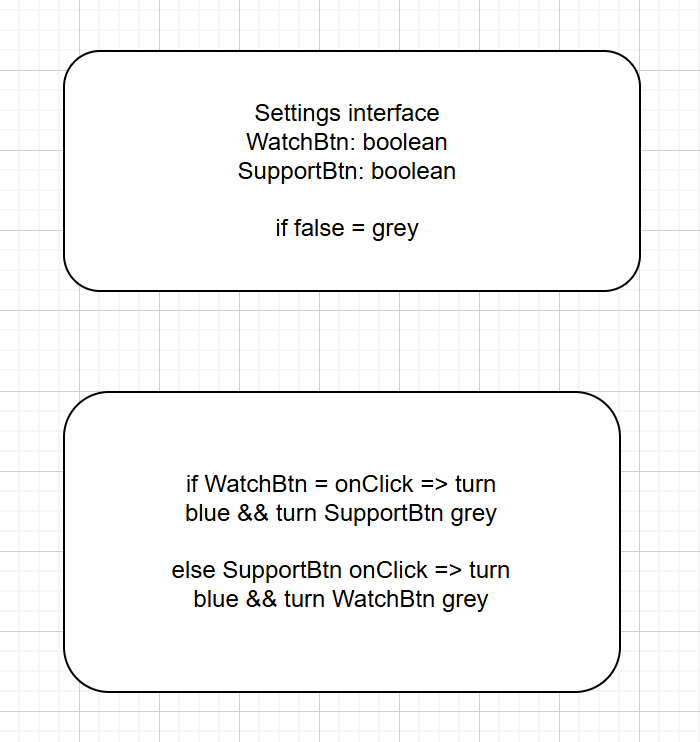 Settings interface
WatchBtn: boolean
SupportBtn: boolean
if false = grey
if WatchBtn = onClick => turn
blue && turn SupportBtn grey
else SupportBtn onClick => turn
blue && turn WatchBtn grey